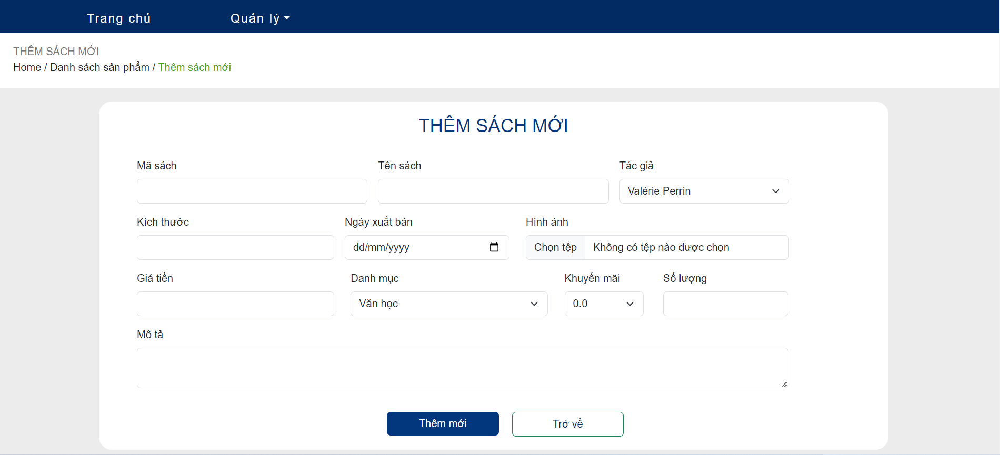 Trang chủ Quản lý
THÊM SÁCH MỚI
Home / Danh sách sản phẩm / Thêm sách mới
THÊM SÁCH MỚI
Mã sách Tên sách Tác giả
Valérie Perrin
Kích thước Ngày xuất bản Hình ảnh
dd/mm/yyyy Chọn tệp Không có tệp nào được chọn
Giá tiền Danh mục Khuyến mãi Số lượng
Văn học 0.0
Mô tả
Thêm mới Trở về